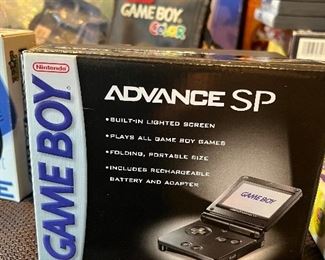 GAME BOY
COLOR
Nintendo
GAME BOY
ADVANCE SP
• BUILT-IN LIGHTED SCREEN
• PLAYS ALL GAME BOY GAMES
• FOLDING, PORTABLE SIZE
• INCLUDES RECHARGEABLE
BATTERY AND ADAPTER
GAME BOY